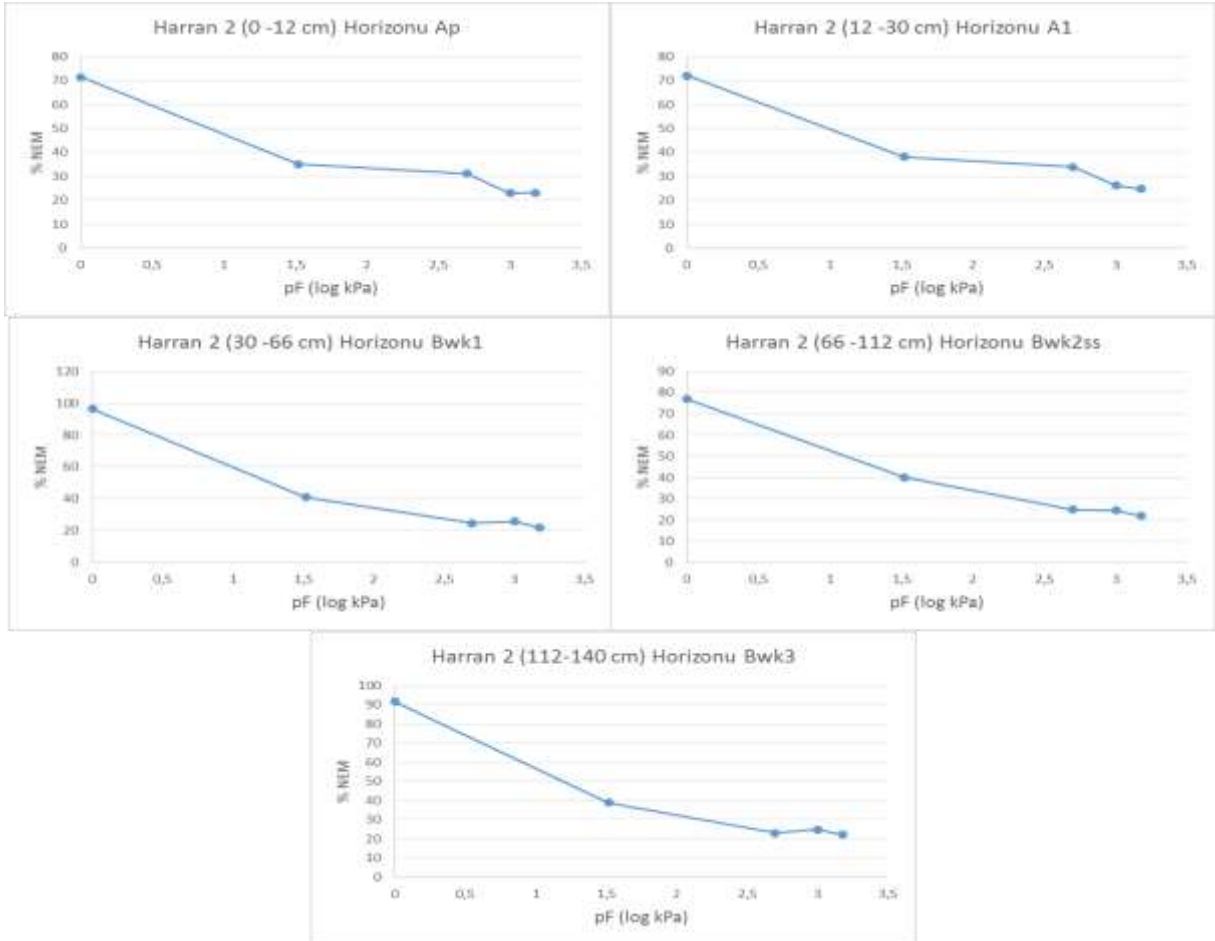 Harran 2 (0 -12 cm) Horizonu Ap
80
70
60
50
40
30
20
10
0
% NEM
0 0,5 1 1,5 2 2,5 3 3,5
pF (log kPa)
Harran 2 (12 -30 cm) Horizonu A1
80
70
60
50
40
30
20
10
0
% NEM
0 0,5 1 1,5 2 2,5 3 3,5
pF (log kPa)
Harran 2 (30 -66 cm) Horizonu Bwk1
120
100
80
60
40
20
0
% NEM
0 0,5 1 1,5 2 2,5 3 3,5
pF (log kPa)
Harran 2 (66 -112 cm) Horizonu Bwk2ss
90
80
70
60
50
40
30
20
10
0
% NEM
0 0,5 1 1,5 2 2,5 3 3,5
pF (log kPa)
Harran 2 (112-140 cm) Horizonu Bwk3
100
90
80
70
60
50
40
30
20
10
0
% NEM
0 0,5 1 1,5 2 2,5 3 3,5
pF (log kPa)